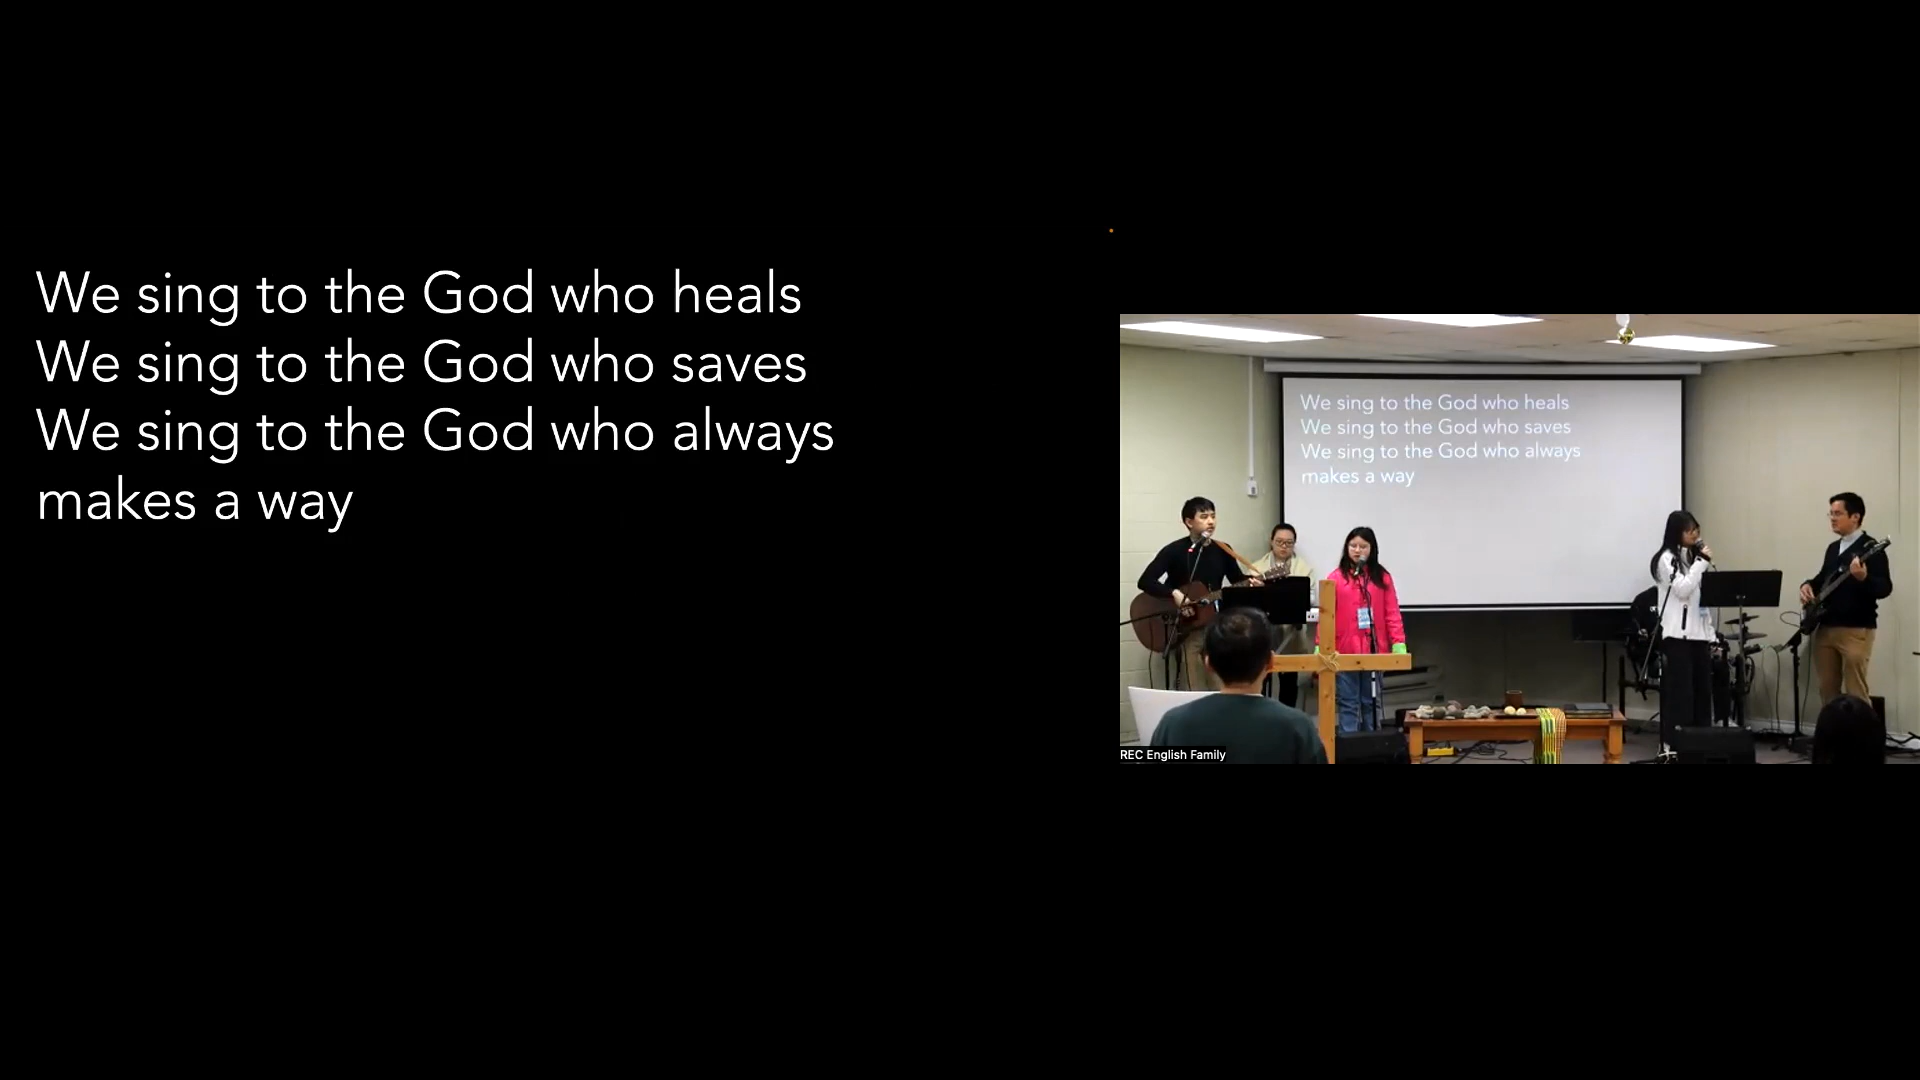 We sing to the God who heals
We sing to the God who saves
We sing to the God who always
makes a way
We sing to the God who heals
We sing to the God who saves
We sing to the God who always
makes a way
REC English Family